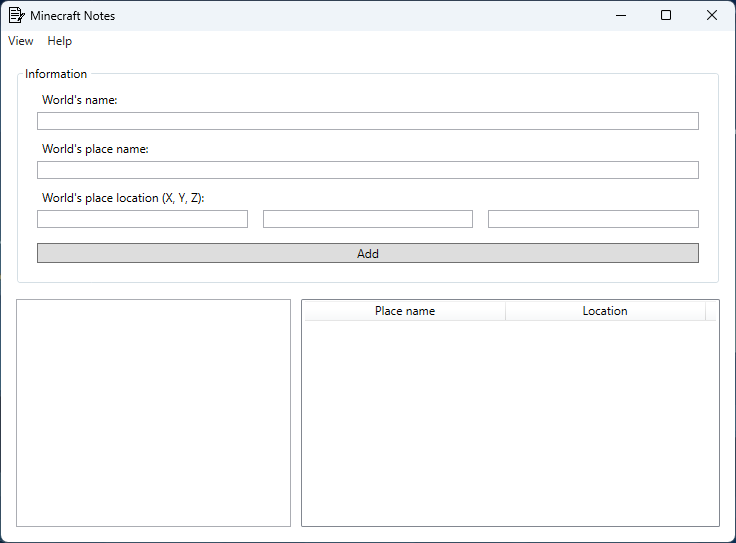 Minecraft Notes
View Help
Information
World's name:
World's place name:
World's place location (X, Y, Z):
Add
Place name Location